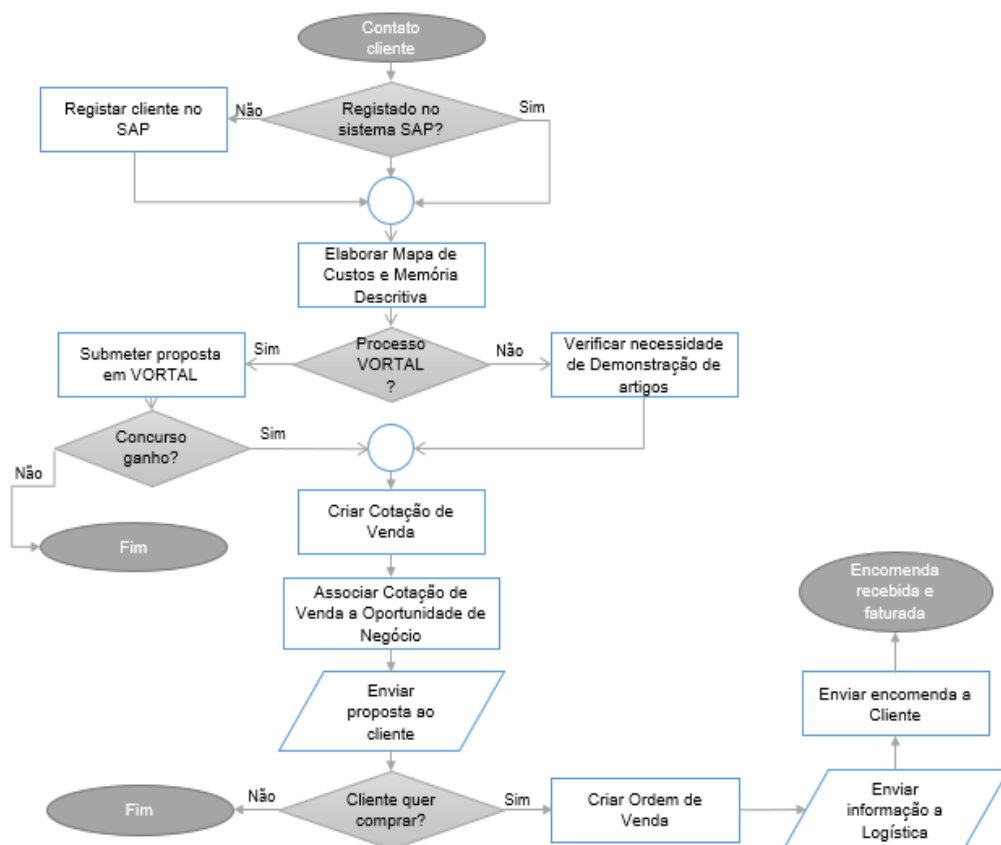 Contato
cliente
Registar cliente no
SAP
Não
Registado no
sistema SAP?
Sim
Elaborar Mapa de
Custos e Memória
Descritiva
Submeter proposta
em VORTAL
Sim
Processo
VORTAL
?
Não
Verificar necessidade
de Demonstração de
artigos
Concurso
ganho?
Sim
Não
Fim
Criar Cotação de
Venda
Associar Cotação de
Venda a Oportunidade de
Negócio
Encomenda
recebida e
faturada
Enviar
proposta ao
cliente
Enviar encomenda a
Cliente
Fim
Não
Cliente quer
comprar?
Sim
Criar Ordem de
Venda
Enviar
informação a
Logística